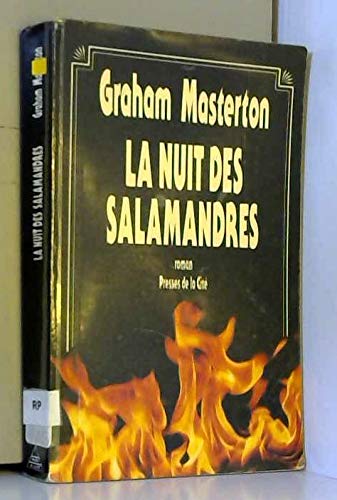 Graham Masterton
LA NUIT DES
SALAMANDRES
roman
Presses de la Cité
Graham Masterton
LA NUIT DES SALAMANDRES
RP